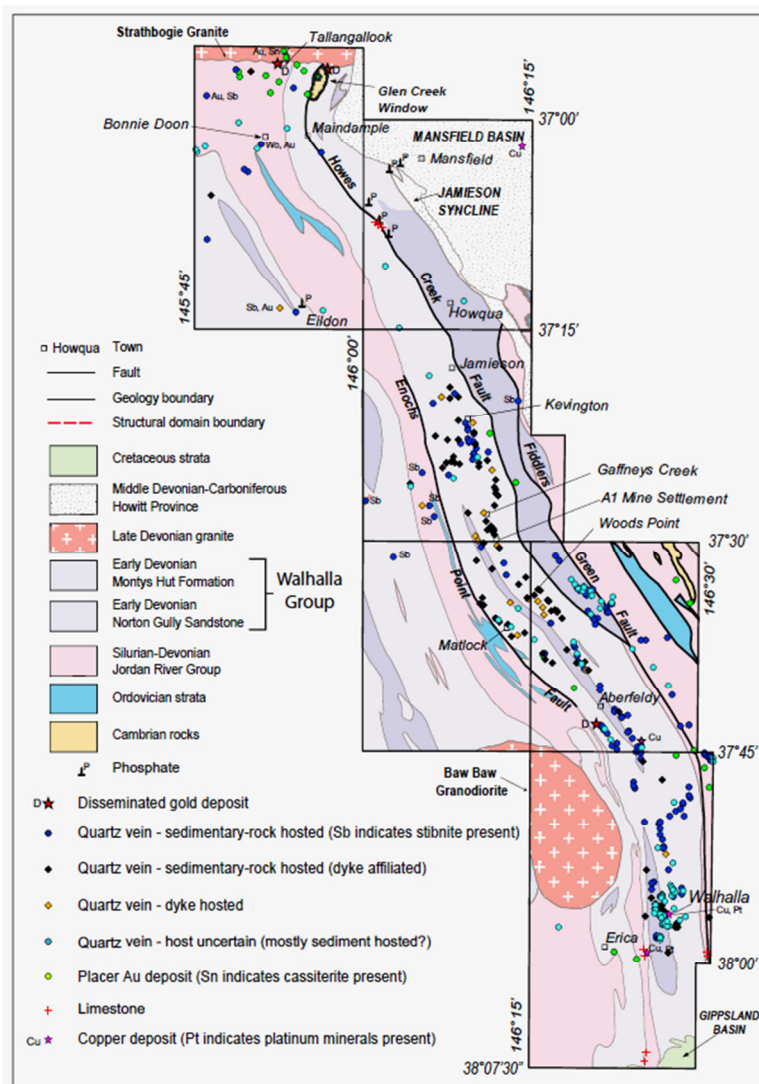 Strathbogie Granite
Au, Sn
Tallangallook
D
D
Glen Creek
Window
Au, Sb
Bonnie Doon
Wo, Au
Maindample
146°15'
37°00'
MANSFIELD BASIN
Cu
Mansfield
P
P
JAMIESON
SYNCLINE
Howes
P
P
P
145°45'
Sb, Au
P
Eildon
Creek
Howqua
37°15'
146°00'
Jamieson
Enochs
Fault
Sb
Kevington
Fiddlers
Gaffneys Creek
A1 Mine Settlement
Woods Point
Sb
Sb
Sb
Sb
37°30'
146°30'
Point
Green
Fault
Matlock
Fault
Aberfeldy
D
Cu
37°45'
Baw Baw
Granodiorite
Walhalla
Cu, Pt
Erica
Cu, Pt
38°00'
GIPPSLAND
BASIN
146°15'
38°07'30"
Howqua Town
Fault
Geology boundary
Structural domain boundary
Cretaceous strata
Middle Devonian-Carboniferous
Howitt Province
Late Devonian granite
Early Devonian
Montys Hut Formation
Early Devonian
Norton Gully Sandstone
Walhalla
Group
Silurian-Devonian
Jordan River Group
Ordovician strata
Cambrian rocks
P Phosphate
D Disseminated gold deposit
Quartz vein - sedimentary-rock hosted (Sb indicates stibnite present)
Quartz vein - sedimentary-rock hosted (dyke affiliated)
Quartz vein - dyke hosted
Quartz vein - host uncertain (mostly sediment hosted?)
Placer Au deposit (Sn indicates cassiterite present)
Limestone
Cu Copper deposit (Pt indicates platinum minerals present)